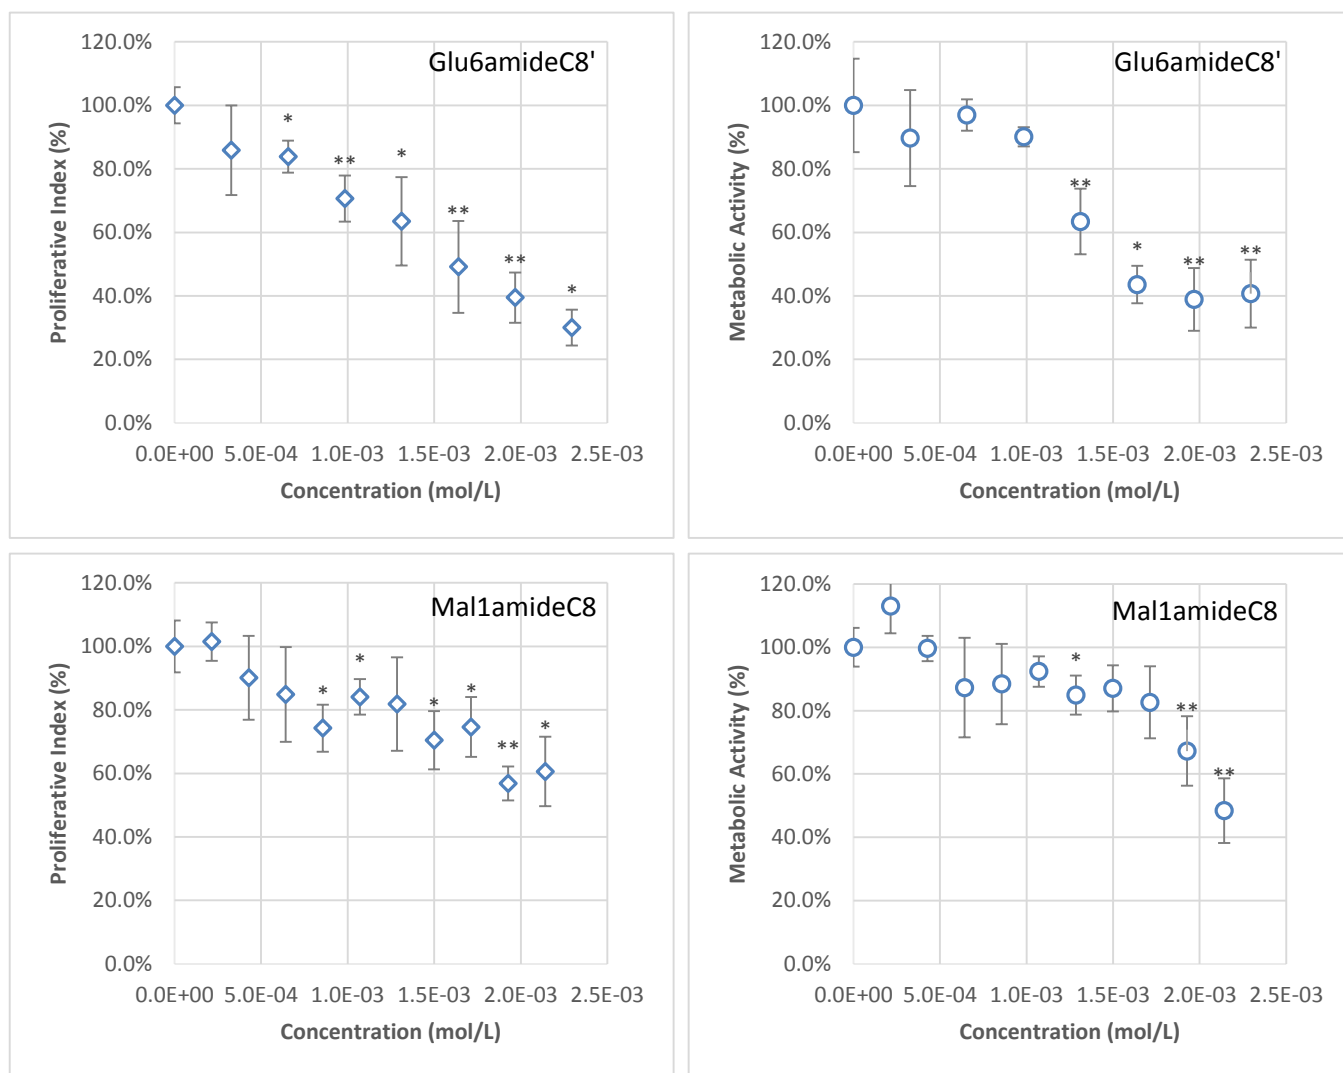 Glu6amideC8'
Proliferative Index (%)
120.0%
100.0%
80.0%
60.0%
40.0%
20.0%
0.0%
*
**
*
**
**
*
0.0E+00 5.0E-04 1.0E-03 1.5E-03 2.0E-03 2.5E-03
Concentration (mol/L)
Glu6amideC8'
Metabolic Activity (%)
120.0%
100.0%
80.0%
60.0%
40.0%
20.0%
0.0%
**
*
**
**
0.0E+00 5.0E-04 1.0E-03 1.5E-03 2.0E-03 2.5E-03
Concentration (mol/L)
Mal1amideC8
Proliferative Index (%)
120.0%
100.0%
80.0%
60.0%
40.0%
20.0%
0.0%
*
*
*
*
**
*
0.0E+00 5.0E-04 1.0E-03 1.5E-03 2.0E-03 2.5E-03
Concentration (mol/L)
Mal1amideC8
Metabolic Activity (%)
120.0%
100.0%
80.0%
60.0%
40.0%
20.0%
0.0%
*
**
**
0.0E+00 5.0E-04 1.0E-03 1.5E-03 2.0E-03 2.5E-03
Concentration (mol/L)